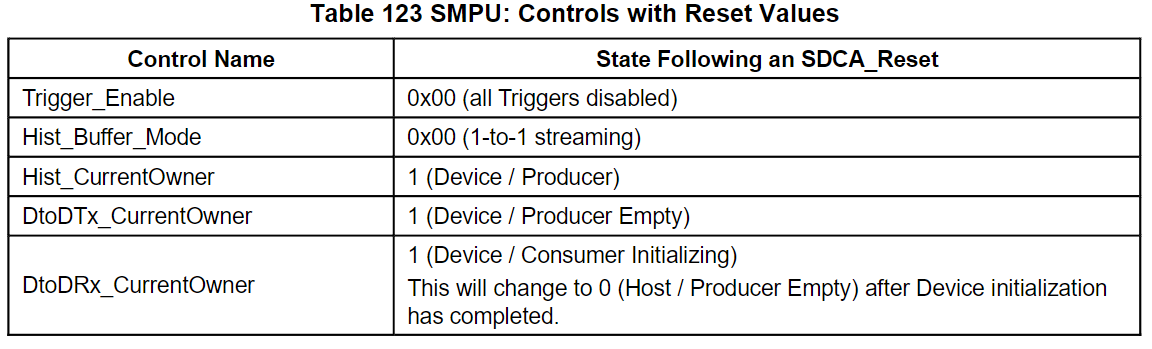 Table 123 SMPU: Controls with Reset Values
Control Name State Following an SDCA_Reset
Trigger_Enable 0x00 (all Triggers disabled)
Hist_Buffer_Mode 0x00 (1-to-1 streaming)
Hist_CurrentOwner 1 (Device / Producer)
DtoDTx_CurrentOwner 1 (Device / Producer Empty)
DtoDRx_CurrentOwner 1 (Device / Consumer Initializing)
This will change to 0 (Host / Producer Empty) after Device initialization
has completed.